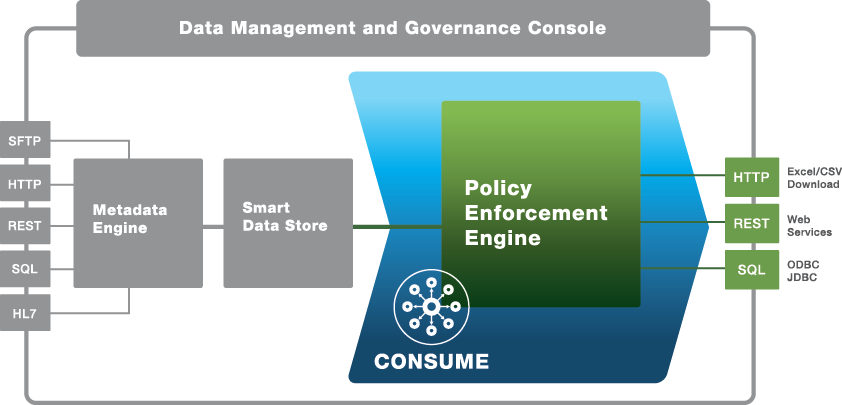 Data Management and Governance Console
SFTP
HTTP
REST
SQL
HL7
Metadata
Engine
Smart
Data Store
Policy
Enforcement
Engine
CONSUME
HTTP
Excel/CSV
Download
REST
Web
Services
SQL
ODBC
JDBC